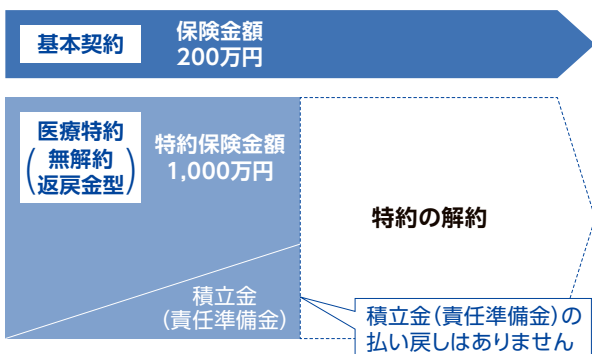 基本契約
保険金額
200万円
医療特約
(無解約
返戻金型)
特約保険金額
1,000万円
特約の解約
積立金
(責任準備金)
積立金(責任準備金)の
払い戻しはありません